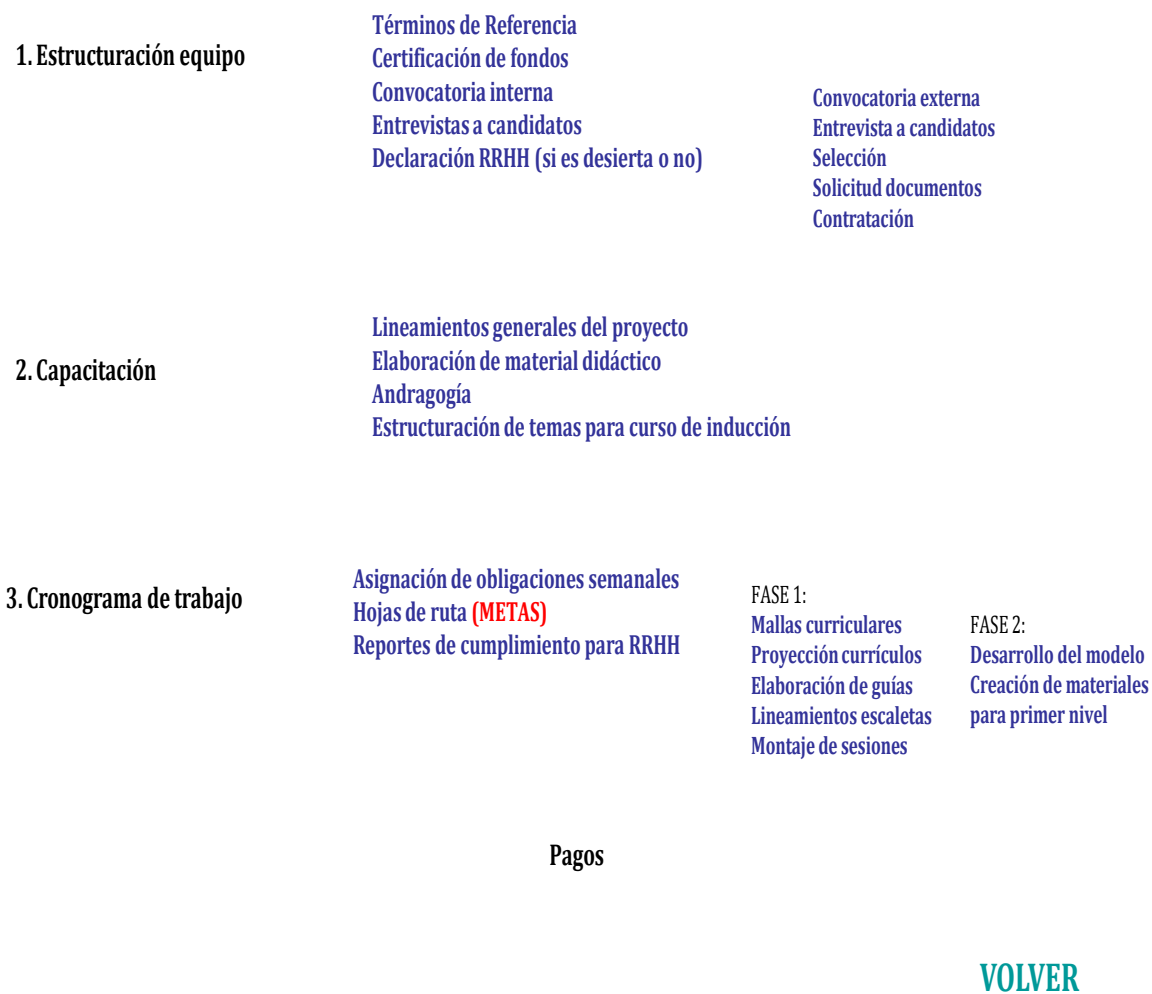 1. Estructuración equipo
Términos de Referencia
Certificación de fondos
Convocatoria interna
Entrevistas a candidatos
Declaración RRHH (si es desierta o no)
Convocatoria externa
Entrevista a candidatos
Selección
Solicitud documentos
Contratación
2. Capacitación
Lineamientos generales del proyecto
Elaboración de material didáctico
Andragogía
Estructuración de temas para curso de inducción
3. Cronograma de trabajo
Asignación de obligaciones semanales
Hojas de ruta (METAS)
Reportes de cumplimiento para RRHH
FASE 1:
Mallas curriculares
Proyección currículos
Elaboración de guías
Lineamientos escaletas
Montaje de sesiones
FASE 2:
Desarrollo del modelo
Creación de materiales
para primer nivel
Pagos
VOLVER